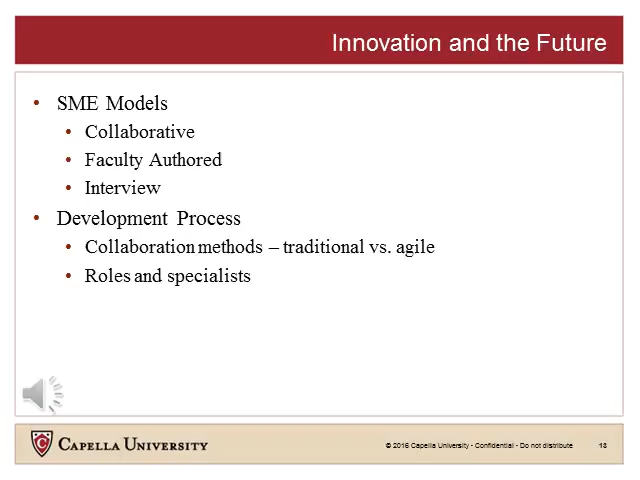 Innovation and the Future
• SME Models
• Collaborative
• Faculty Authored
• Interview
• Development Process
• Collaboration methods – traditional vs. agile
• Roles and specialists
CAPELLA UNIVERSITY
© 2016 Capella University - Confidential - Do not distribute
18